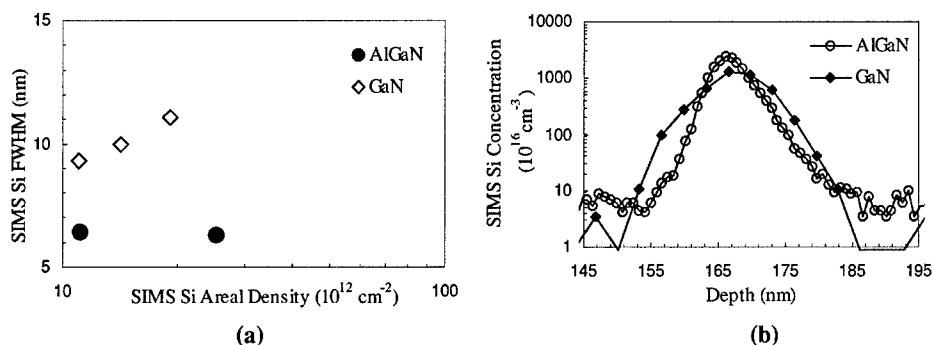 15
10
5
SIMS Si FWHM (nm)
AlGaN
GaN
10
100
SIMS Si Areal Density (10¹² cm⁻²)
(a)
10000
1000
100
10
1
SIMS Si Concentration
(10¹⁶ cm⁻³)
AlGaN
GaN
145 155 165 175 185 195
Depth (nm)
(b)